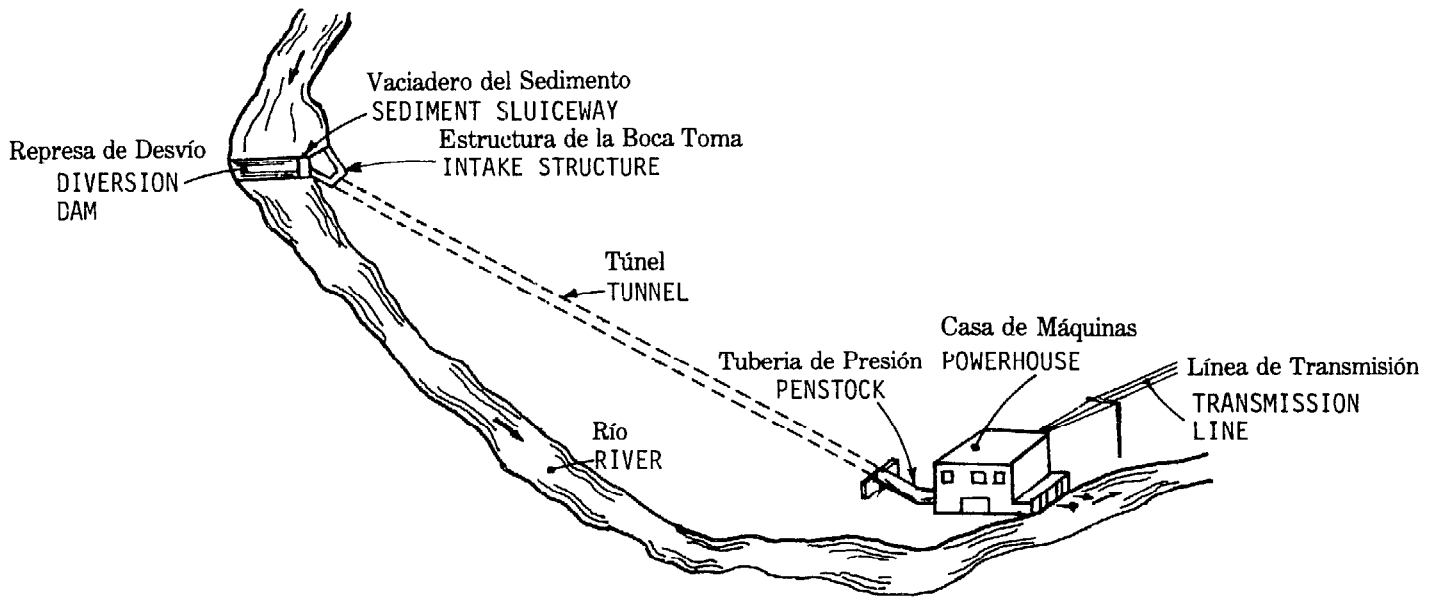 Vaciadero del Sedimento
SEDIMENT SLUICEWAY
Estructura de la Boca Toma
INTAKE STRUCTURE
Represa de Desvío
DIVERSION
DAM
Túnel
TUNNEL
Casa de Máquinas
POWERHOUSE
Tuberia de Presión
PENSTOCK
Línea de Transmisión
TRANSMISSION
LINE
Río
RIVER